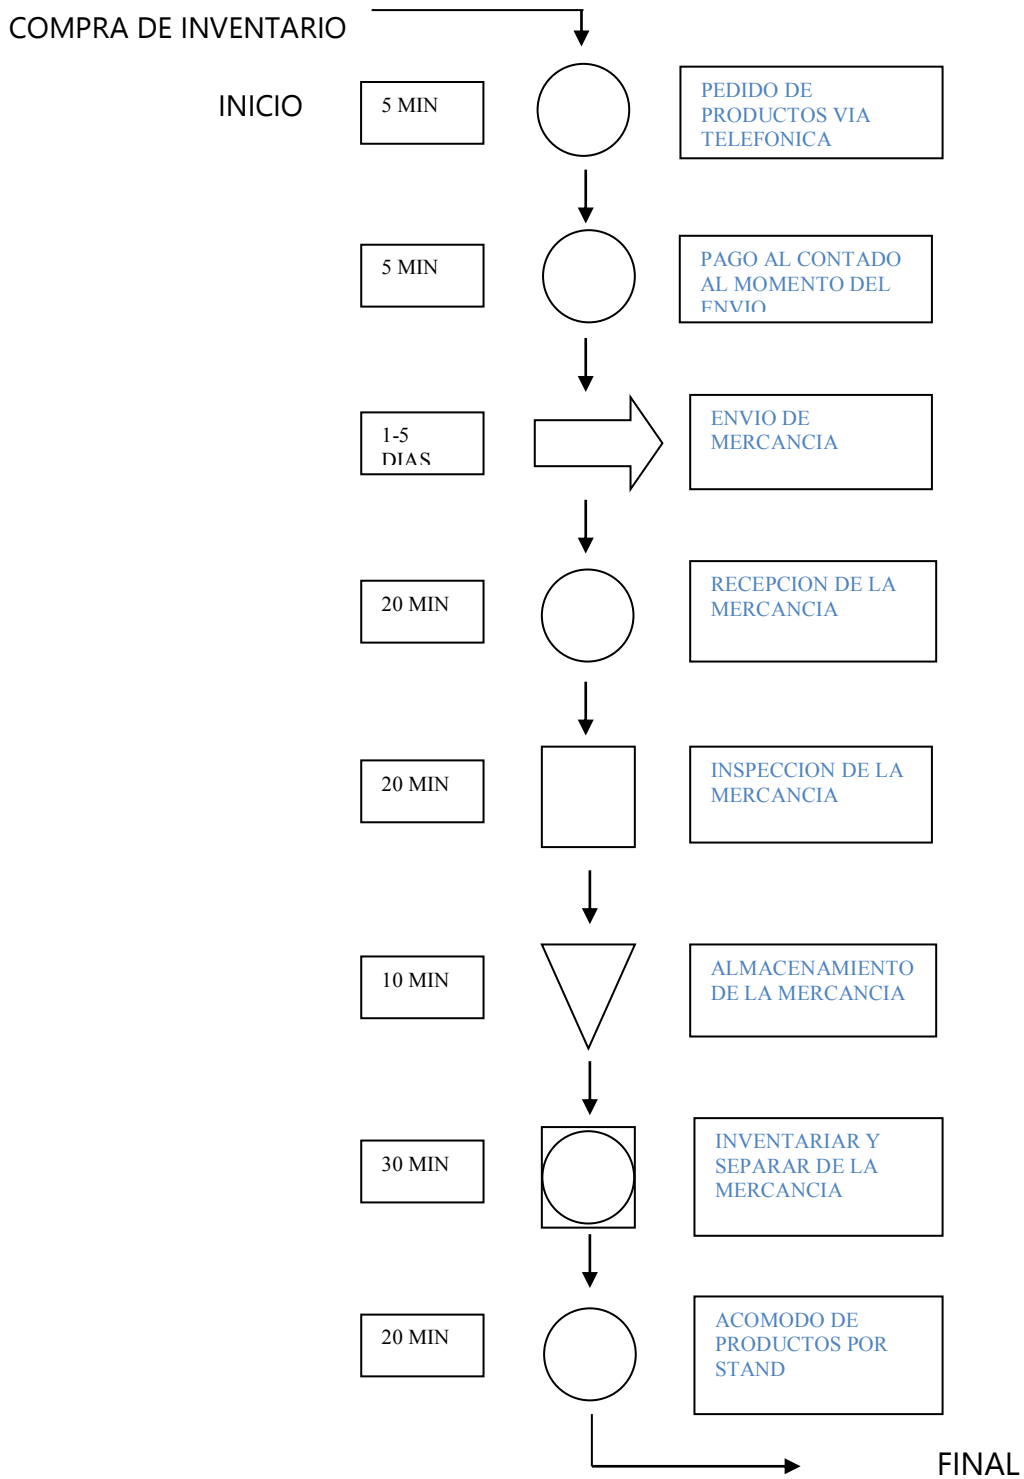 COMPRA DE INVENTARIO
INICIO
5 MIN
PEDIDO DE
PRODUCTOS VIA
TELEFONICA
5 MIN
PAGO AL CONTADO
AL MOMENTO DEL
ENVIO
1-5
DIAS
ENVIO DE
MERCANCIA
20 MIN
RECEPCION DE LA
MERCANCIA
20 MIN
INSPECCION DE LA
MERCANCIA
10 MIN
ALMACENAMIENTO
DE LA MERCANCIA
30 MIN
INVENTARIAR Y
SEPARAR DE LA
MERCANCIA
20 MIN
ACOMODO DE
PRODUCTOS POR
STAND
FINAL